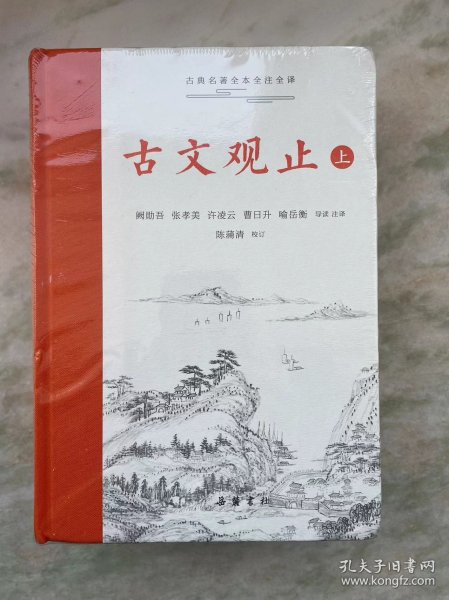 古典名著全本全注全译
古文观止 上
阙勋吾 张孝美 许凌云 曹日升 喻岳衡 导读 注译
陈蒲清 校订
岳麓书社
孔夫子旧书网
www.kongfz.com